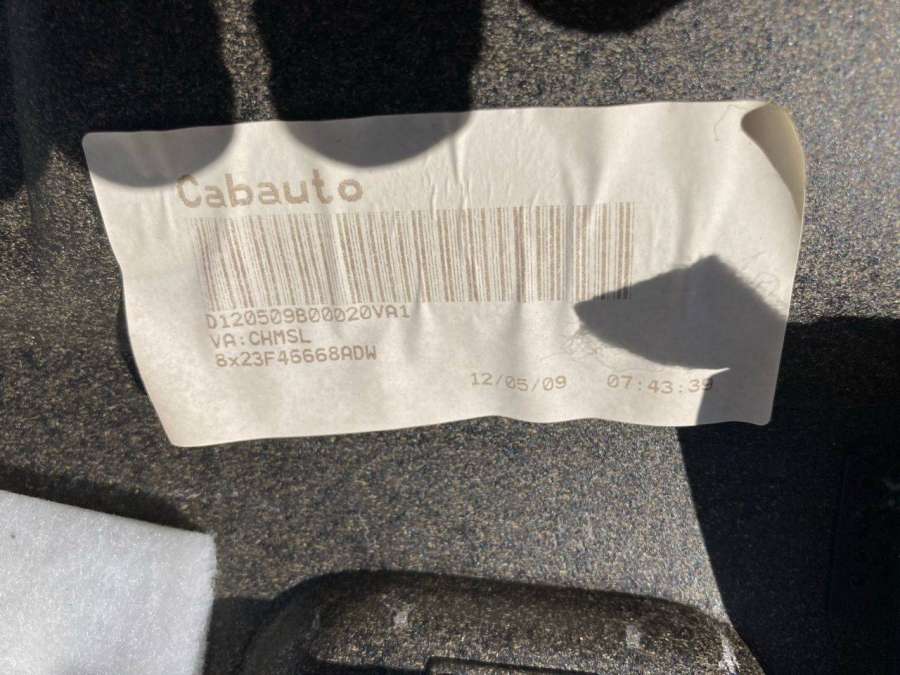 Cabauto
D120509B00020VA1
VA:CHMSL
8x23F46668ADW
12/05/09 07:43:39